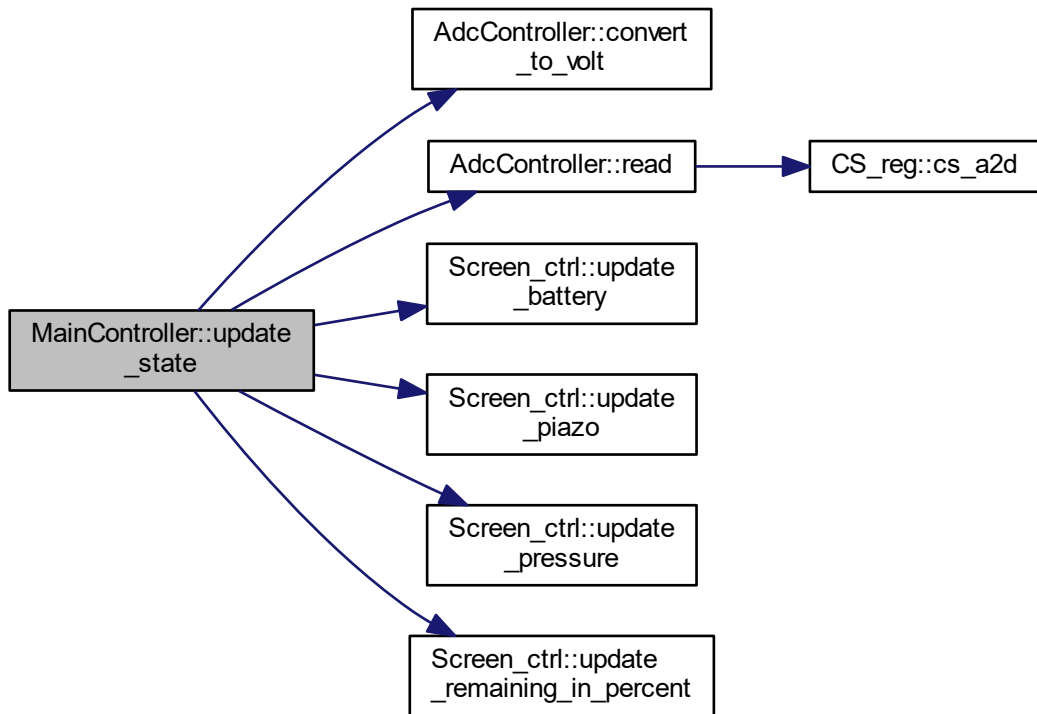 AdcController::convert
_to_volt
AdcController::read
CS_reg::cs_a2d
Screen_ctrl::update
_battery
MainController::update
_state
Screen_ctrl::update
_piazo
Screen_ctrl::update
_pressure
Screen_ctrl::update
_remaining_in_percent